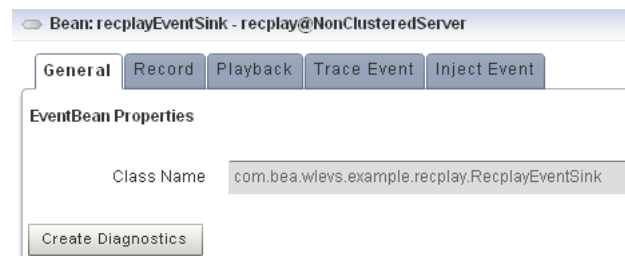 Bean: recplayEventSink - recplay@NonClusteredServer
General Record Playback Trace Event Inject Event
EventBean Properties
Class Name com.bea.wlevs.example.recplay.RecplayEventSink
Create Diagnostics